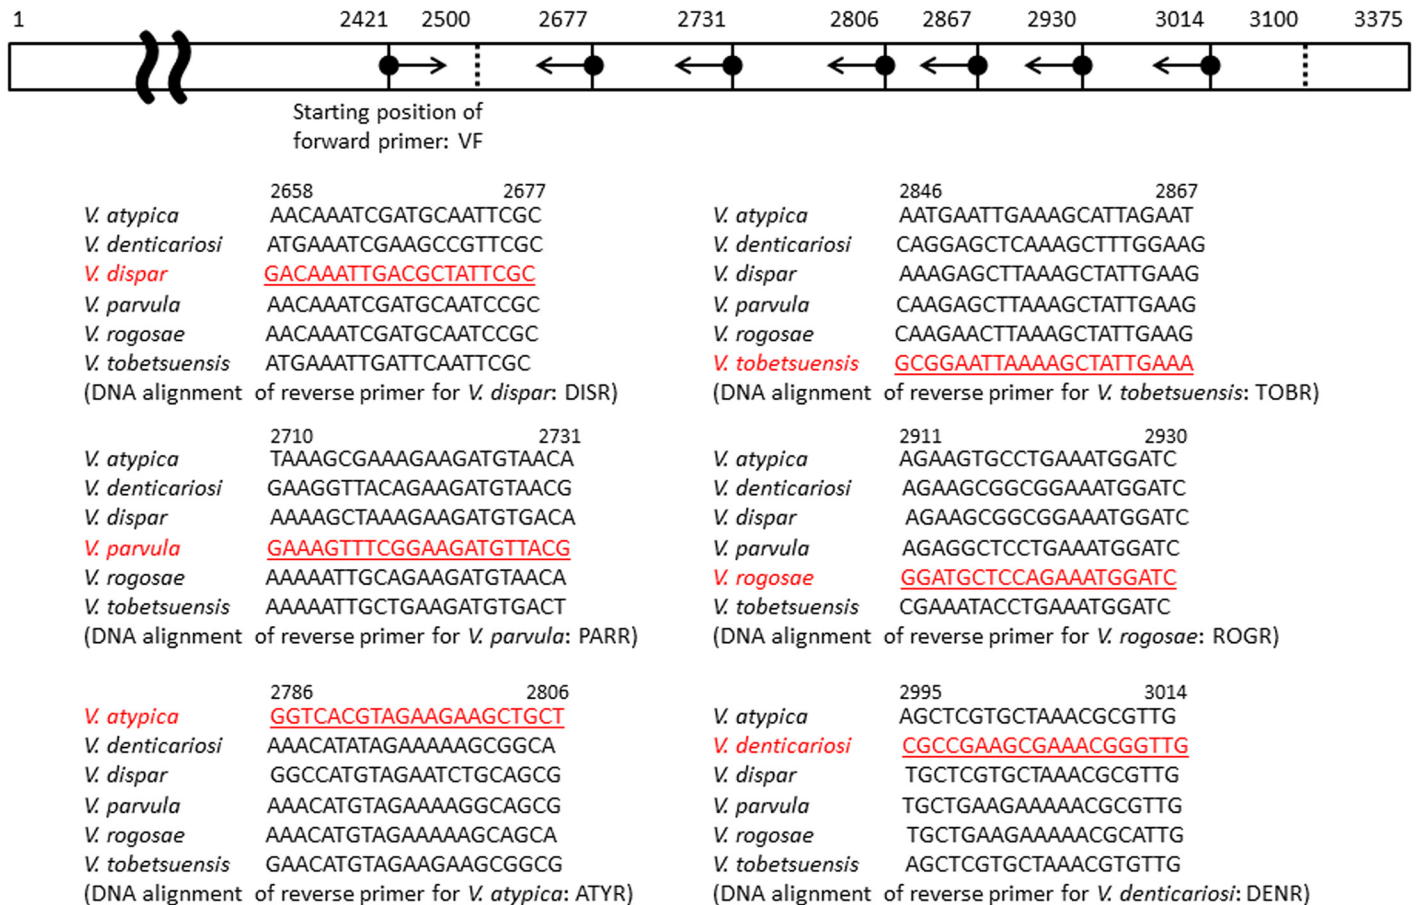 1 2421 2500 2677 2731 2806 2867 2930 3014 3100 3375
Starting position of
forward primer: VF
2658 2677
V. atypica AACAAATCGATGCAATTCGC
V. denticariosi ATGAAATCGAAGCCGTTCGC
V. dispar GACAAATTGACGCTATTCGC
V. parvula AACAAATCGATGCAATCCGC
V. rogosae AACAAATCGATGCAATCCGC
V. tobetsuensis ATGAAATTGATTCAATTCGC
(DNA alignment of reverse primer for V. dispar: DISR)
2846 2867
V. atypica AATGAATTGAAAGCATTAGAAT
V. denticariosi CAGGAGCTCAAAGCTTTGGAAG
V. dispar AAAGAGCTTAAAGCTATTGAAG
V. parvula CAAGAGCTTAAAGCTATTGAAG
V. rogosae CAAGAACTTAAAGCTATTGAAG
V. tobetsuensis GCGGAATTAAAAGCTATTGAAA
(DNA alignment of reverse primer for V. tobetsuensis: TOBR)
2710 2731
V. atypica TAAAGCGAAAGAAGATGTAACA
V. denticariosi GAAGGTTACAGAAGATGTAACG
V. dispar AAAAGCTAAAGAAGATGTGACA
V. parvula GAAAGTTTCGGAAGATGTTACG
V. rogosae AAAAATTGCAGAAGATGTAACA
V. tobetsuensis AAAAATTGCTGAAGATGTGACT
(DNA alignment of reverse primer for V. parvula: PARR)
2911 2930
V. atypica AGAAGTGCCTGAAATGGATC
V. denticariosi AGAAGCGGCGGAAATGGATC
V. dispar AGAAGCGGCGGAAATGGATC
V. parvula AGAGGCTCCTGAAATGGATC
V. rogosae GGATGCTCCAGAAATGGATC
V. tobetsuensis CGAAATACCTGAAATGGATC
(DNA alignment of reverse primer for V. rogosae: ROGR)
2786 2806
V. atypica GGTCACGTAGAAGAAGCTGCT
V. denticariosi AAACATATAGAAAAAGCGGCA
V. dispar GGCCATGTAGAATCTGCAGCG
V. parvula AAACATGTAGAAAAGGCAGCG
V. rogosae AAACATGTAGAAAAAGCAGCA
V. tobetsuensis GAACATGTAGAAGAAGCGGCG
(DNA alignment of reverse primer for V. atypica: ATYR)
2995 3014
V. atypica AGCTCGTGCTAAACGCGTTG
V. denticariosi CGCCGAAGCGAAACGGGTTG
V. dispar TGCTCGTGCTAAACGCGTTG
V. parvula TGCTGAAGAAAAACGCGTTG
V. rogosae TGCTGAAGAAAAACGCATTG
V. tobetsuensis AGCTCGTGCTAAACGTGTTG
(DNA alignment of reverse primer for V. denticariosi: DENR)